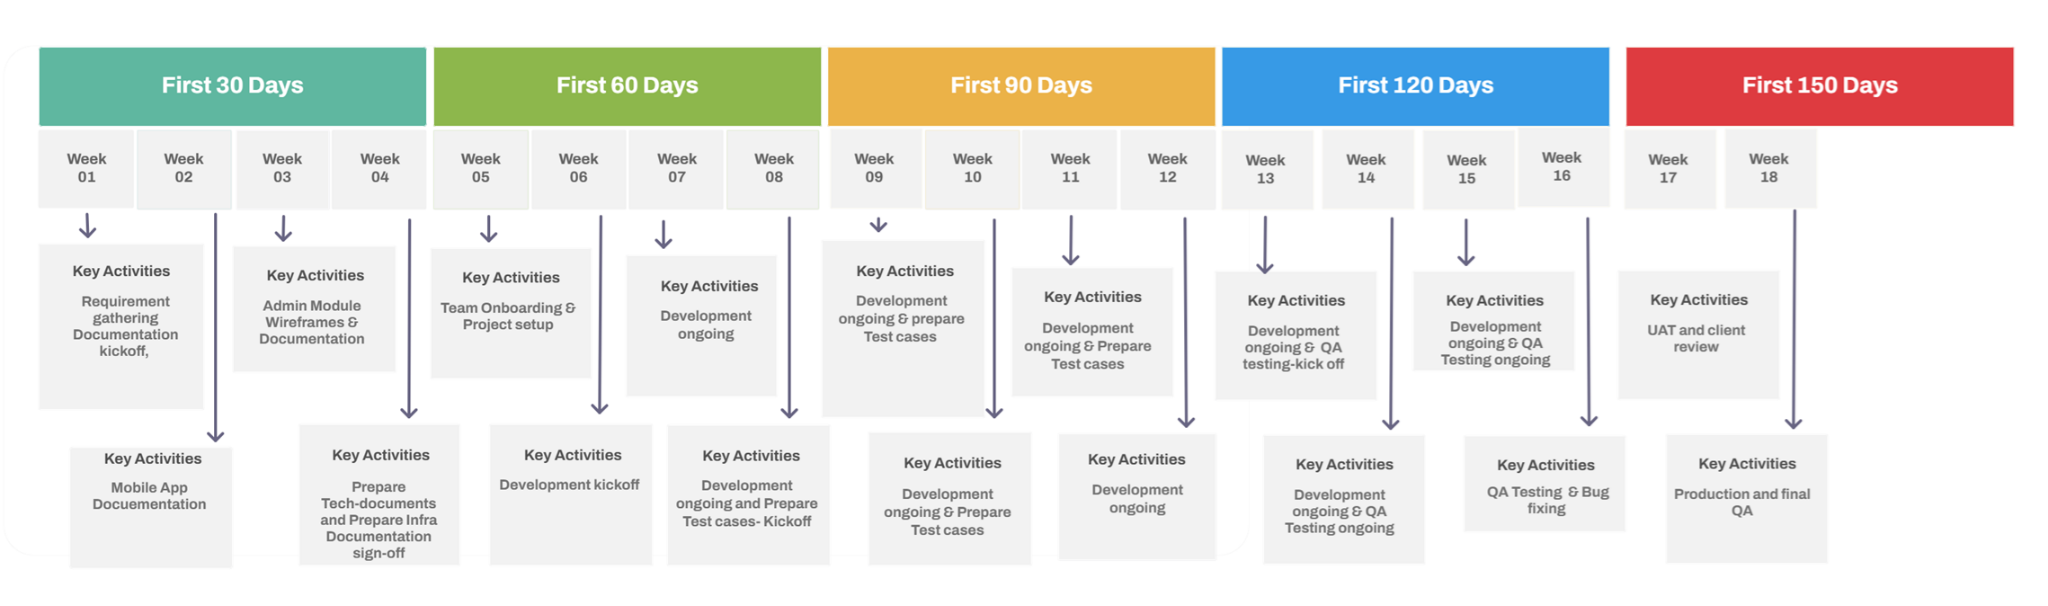 First 30 Days
First 60 Days
First 90 Days
First 120 Days
First 150 Days
Week
01
Week
02
Week
03
Week
04
Week
05
Week
06
Week
07
Week
08
Week
09
Week
10
Week
11
Week
12
Week
13
Week
14
Week
15
Week
16
Week
17
Week
18
Key Activities
Requirement
gathering
Documentation
kickoff,
Key Activities
Admin Module
Wireframes &
Documentation
Key Activities
Team Onboarding &
Project setup
Key Activities
Development
ongoing
Key Activities
Development
ongoing & prepare
Test cases
Key Activities
Development
ongoing & Prepare
Test cases
Key Activities
Development
ongoing & QA
testing-kick off
Key Activities
Development
ongoing & QA
Testing ongoing
Key Activities
UAT and client
review
Key Activities
Mobile App
Docuementation
Key Activities
Prepare
Tech-documents
and Prepare Infra
Documentation
sign-off
Key Activities
Development kickoff
Key Activities
Development
ongoing and Prepare
Test cases- Kickoff
Key Activities
Development
ongoing & Prepare
Test cases
Key Activities
Development
ongoing
Key Activities
Development
ongoing & QA
Testing ongoing
Key Activities
QA Testing & Bug
fixing
Key Activities
Production and final
QA